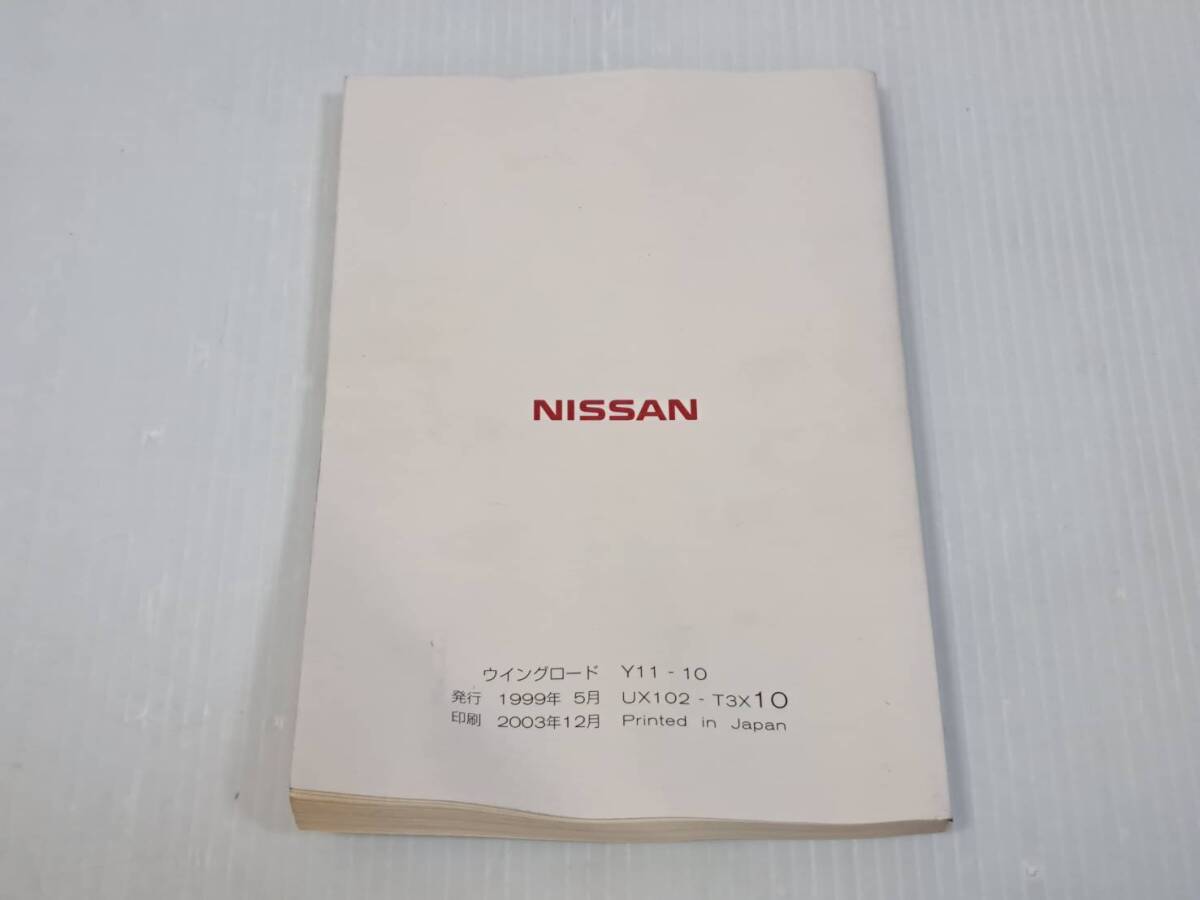 NISSAN
ウイングロード Y11 - 10
発行 1999年 5月 UX102 - T3X10
印刷 2003年12月 Printed in Japan